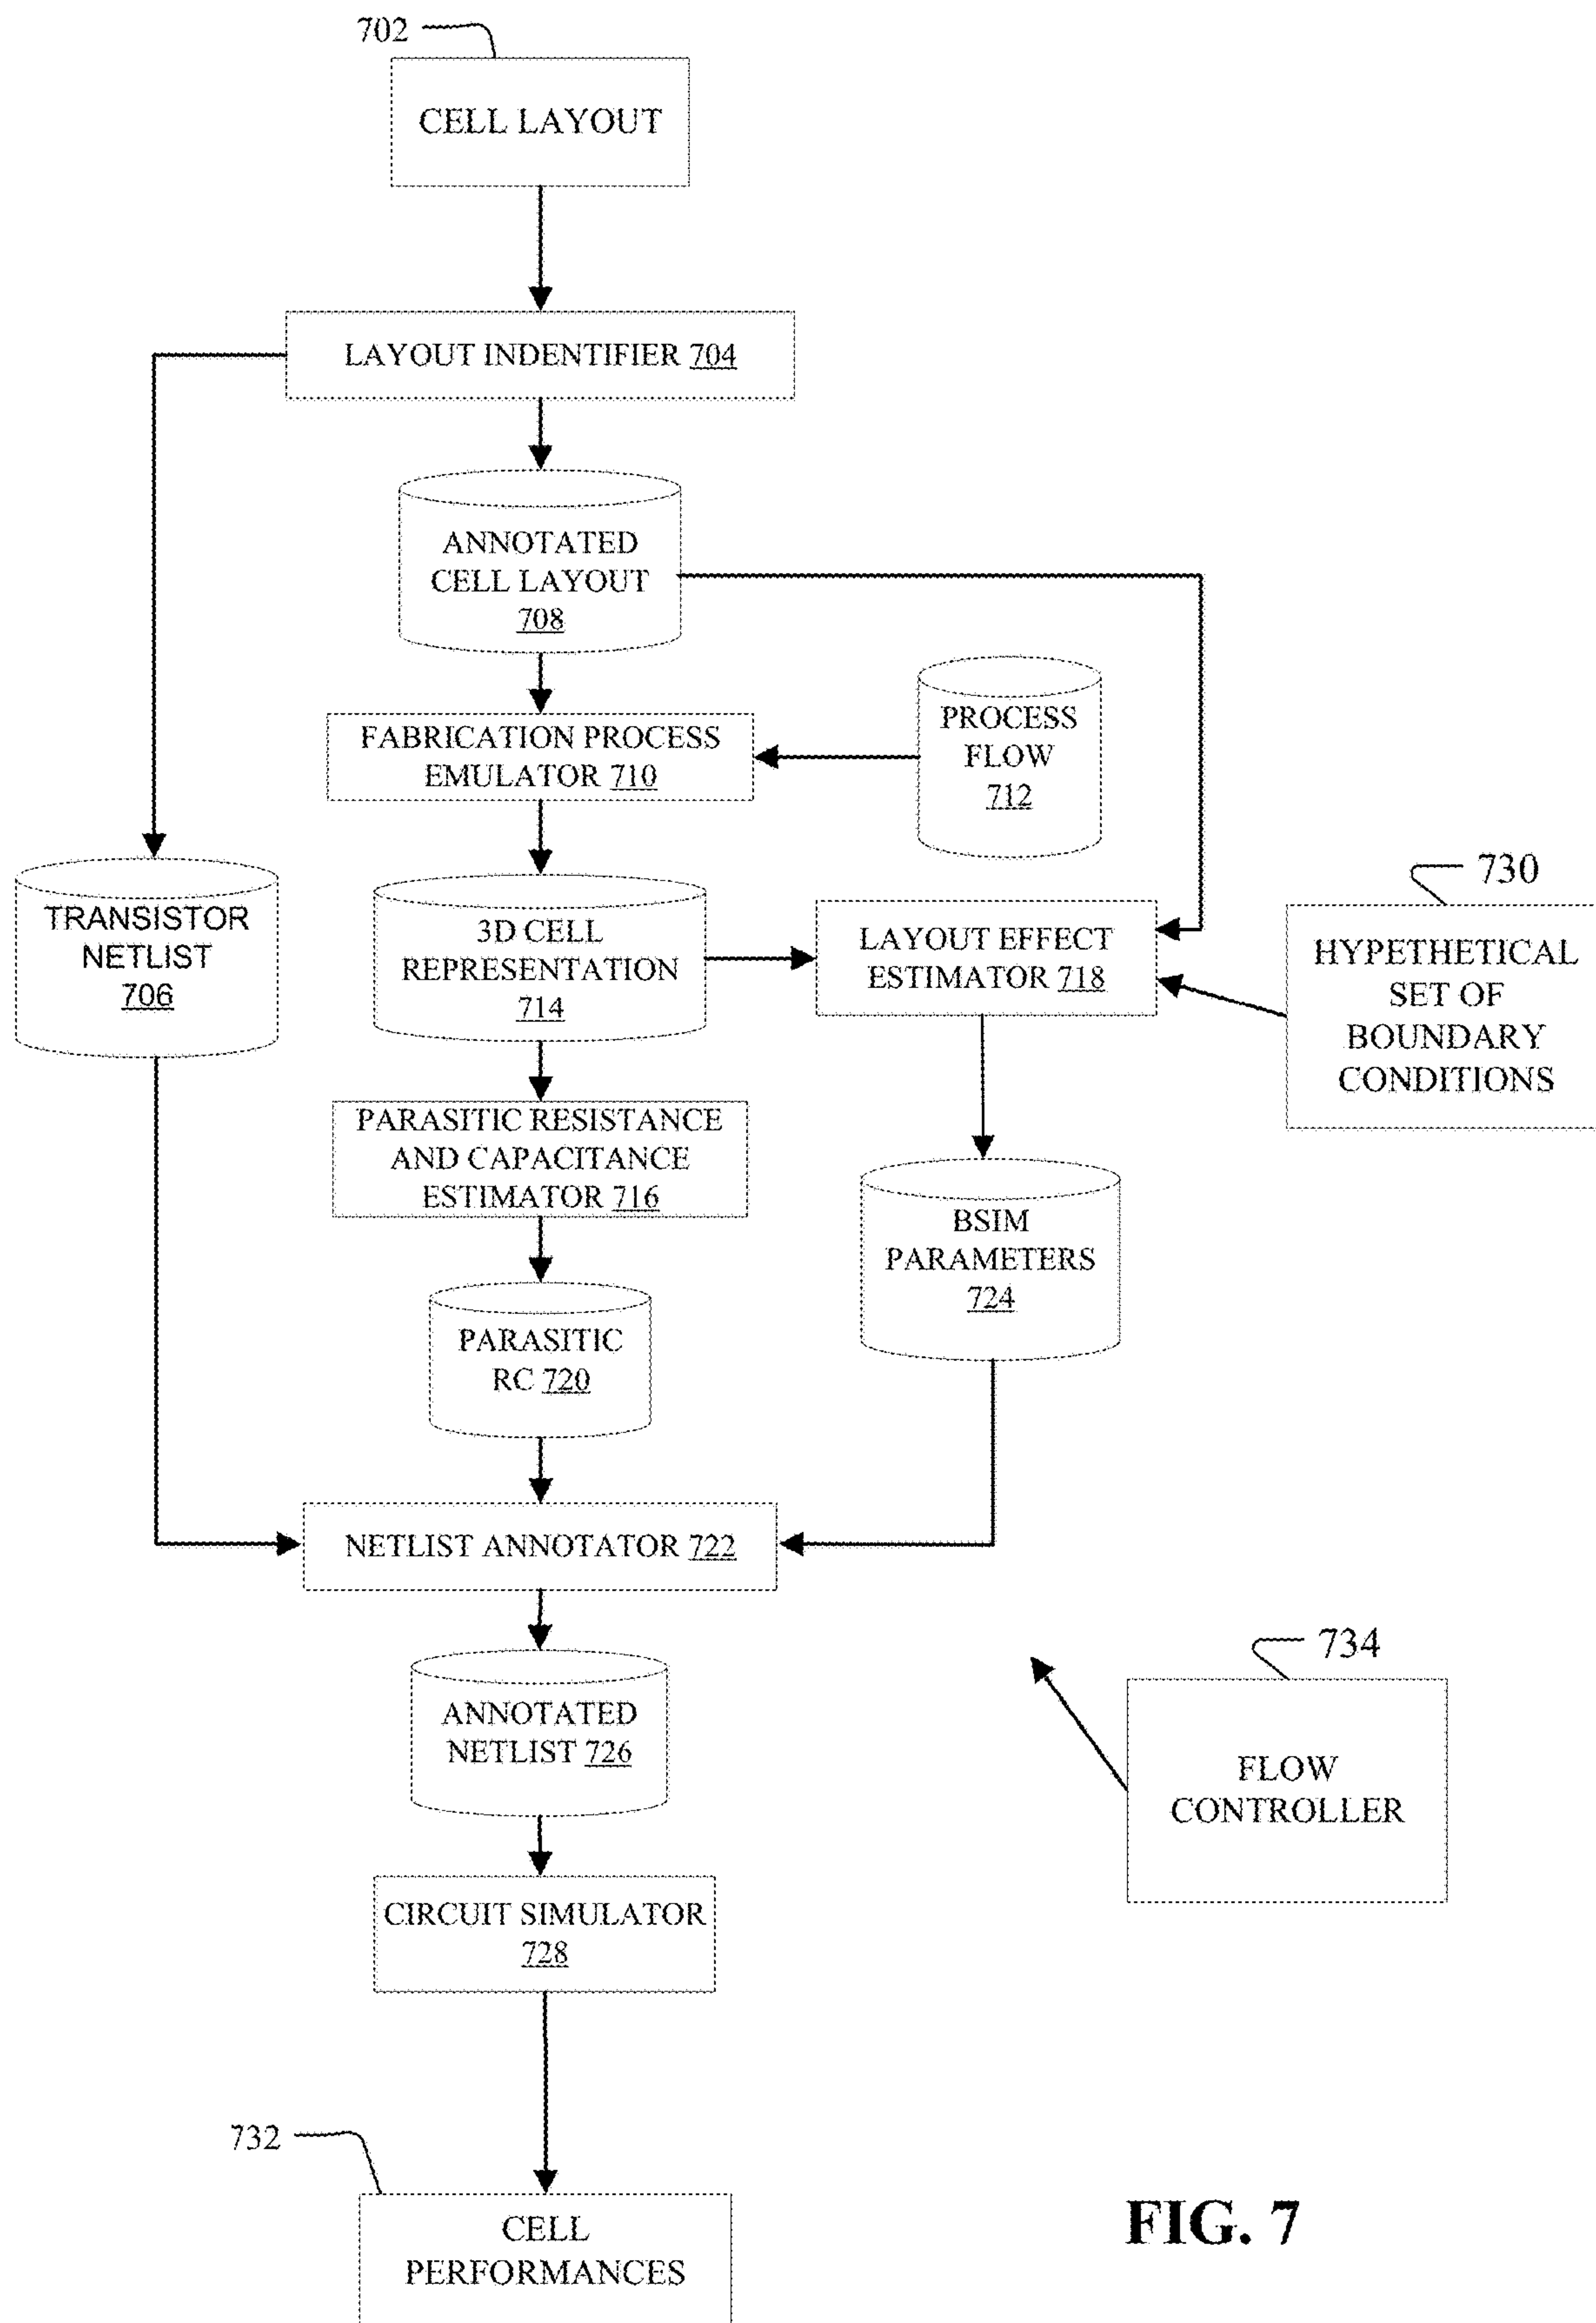 702
CELL LAYOUT
LAYOUT INDENTIFIER 704
ANNOTATED
CELL LAYOUT
708
PROCESS
FLOW
712
FABRICATION PROCESS
EMULATOR 710
TRANSISTOR
NETLIST
706
3D CELL
REPRESENTATION
714
LAYOUT EFFECT
ESTIMATOR 718
730
HYPETHETICAL
SET OF
BOUNDARY
CONDITIONS
PARASITIC RESISTANCE
AND CAPACITANCE
ESTIMATOR 716
BSIM
PARAMETERS
724
PARASITIC
RC 720
NETLIST ANNOTATOR 722
ANNOTATED
NETLIST 726
734
FLOW
CONTROLLER
CIRCUIT SIMULATOR
728
732
CELL
PERFORMANCES
FIG. 7